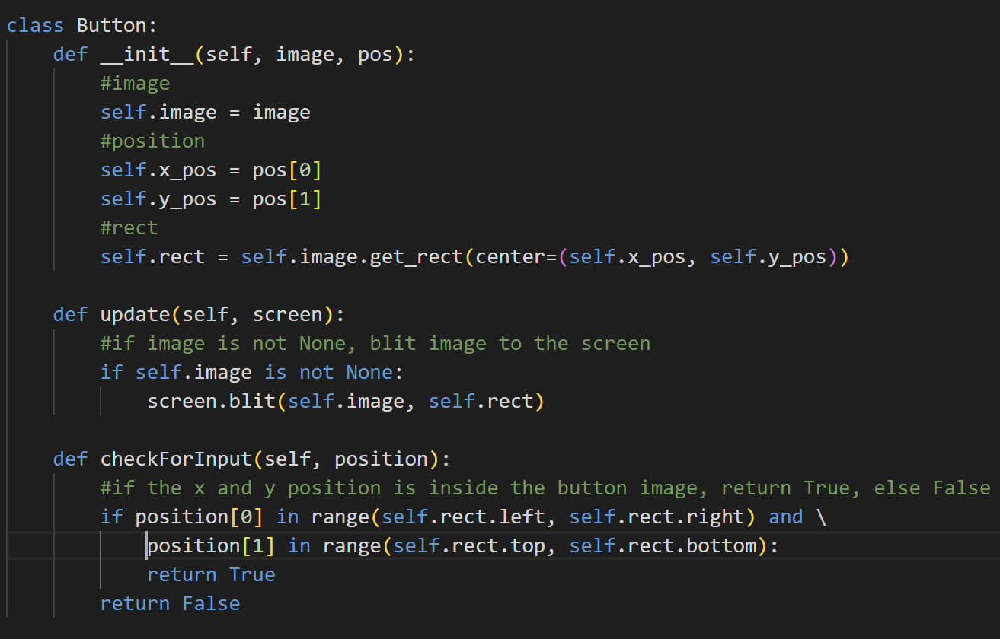 class Button:
    def __init__(self, image, pos):
        #image
        self.image = image
        #position
        self.x_pos = pos[0]
        self.y_pos = pos[1]
        #rect
        self.rect = self.image.get_rect(center=(self.x_pos, self.y_pos))

    def update(self, screen):
        #if image is not None, blit image to the screen
        if self.image is not None:
            screen.blit(self.image, self.rect)

    def checkForInput(self, position):
        #if the x and y position is inside the button image, return True, else False
        if position[0] in range(self.rect.left, self.rect.right) and \
            position[1] in range(self.rect.top, self.rect.bottom):
            return True
        return False